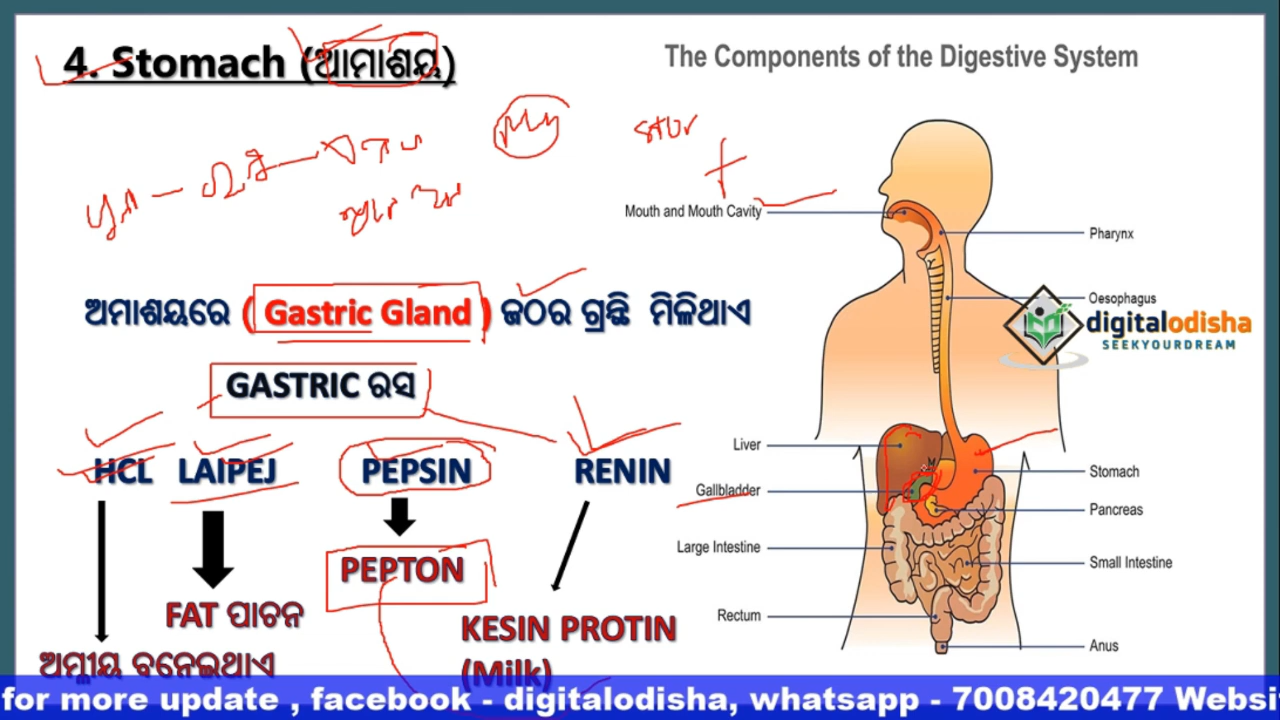 4. Stomach (ଆମାଶୟ)
The Components of the Digestive System
Mouth and Mouth Cavity
Pharynx
Oesophagus
digitalodisha
SEEKYOURDREAM
ଅମାଶୟରେ ( Gastric Gland ) ଜଠର ଗ୍ରନ୍ଥି ମିଳିଥାଏ
GASTRIC ରସ
HCL LAIPEJ PEPSIN RENIN
PEPTON
FAT ପାଚନ
KESIN PROTIN
(Milk)
ଅମ୍ଳୀୟ ବନେଇଥାଏ
Liver
Stomach
Gallbladder
Pancreas
Large Intestine
Small Intestine
Rectum
Anus
for more update , facebook - digitalodisha, whatsapp - 7008420477 Websi